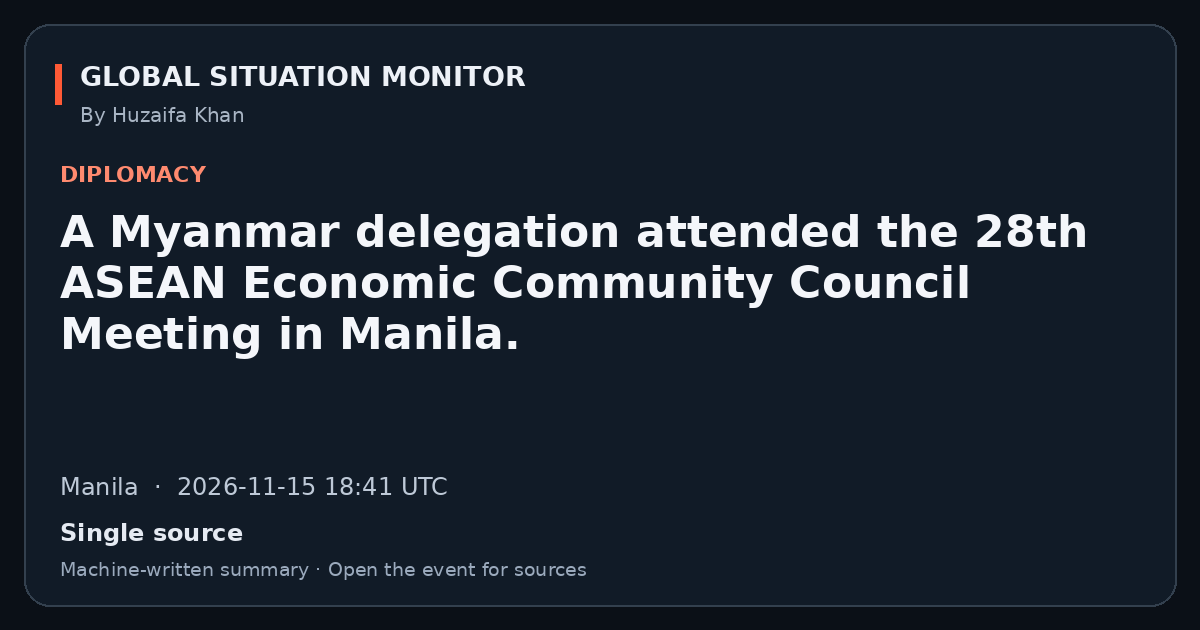 GLOBAL SITUATION MONITOR
By Huzaifa Khan
DIPLOMACY
A Myanmar delegation attended the 28th
ASEAN Economic Community Council
Meeting in Manila.
Manila · 2026-11-15 18:41 UTC
Single source
Machine-written summary · Open the event for sources